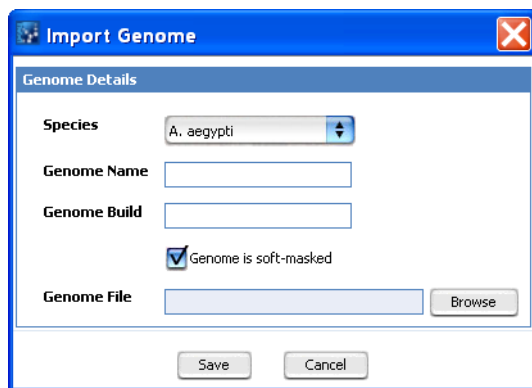 Import Genome
Genome Details
Species
A. aegypti
Genome Name
Genome Build
Genome is soft-masked
Genome File
Browse
Save
Cancel